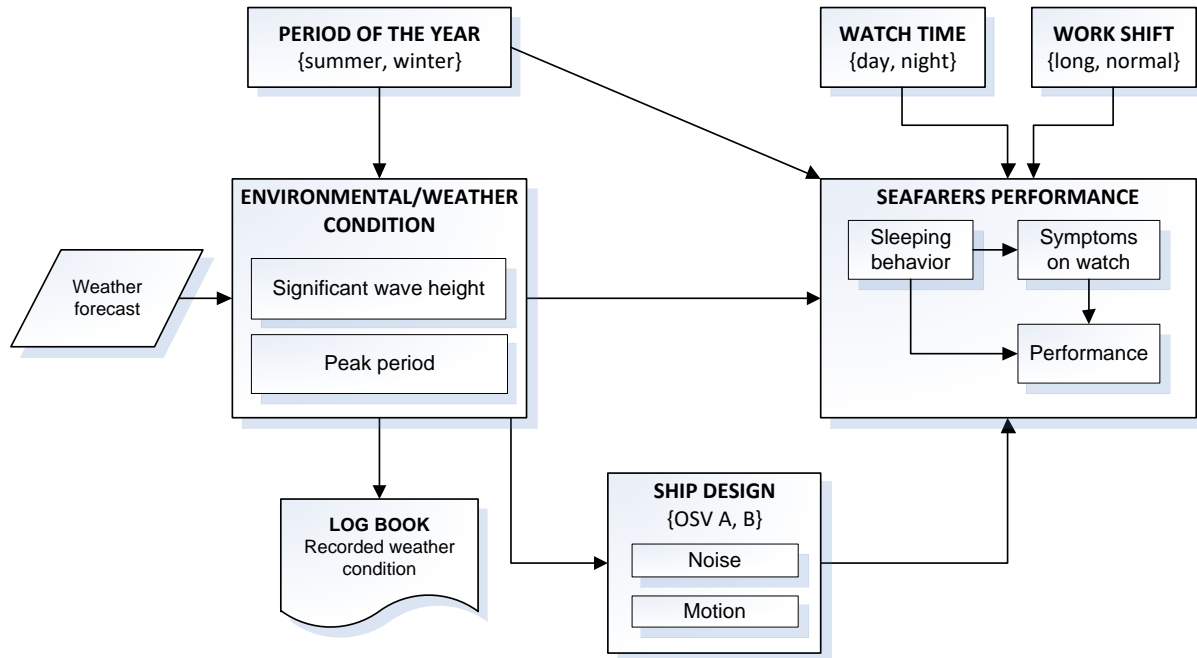 PERIOD OF THE YEAR
{summer, winter}
WATCH TIME
{day, night}
WORK SHIFT
{long, normal}
ENVIRONMENTAL/WEATHER
CONDITION
Significant wave height
Peak period
Weather
forecast
SEAFARERS PERFORMANCE
Sleeping
behavior
Symptoms
on watch
Performance
LOG BOOK
Recorded weather
condition
SHIP DESIGN
{OSV A, B}
Noise
Motion